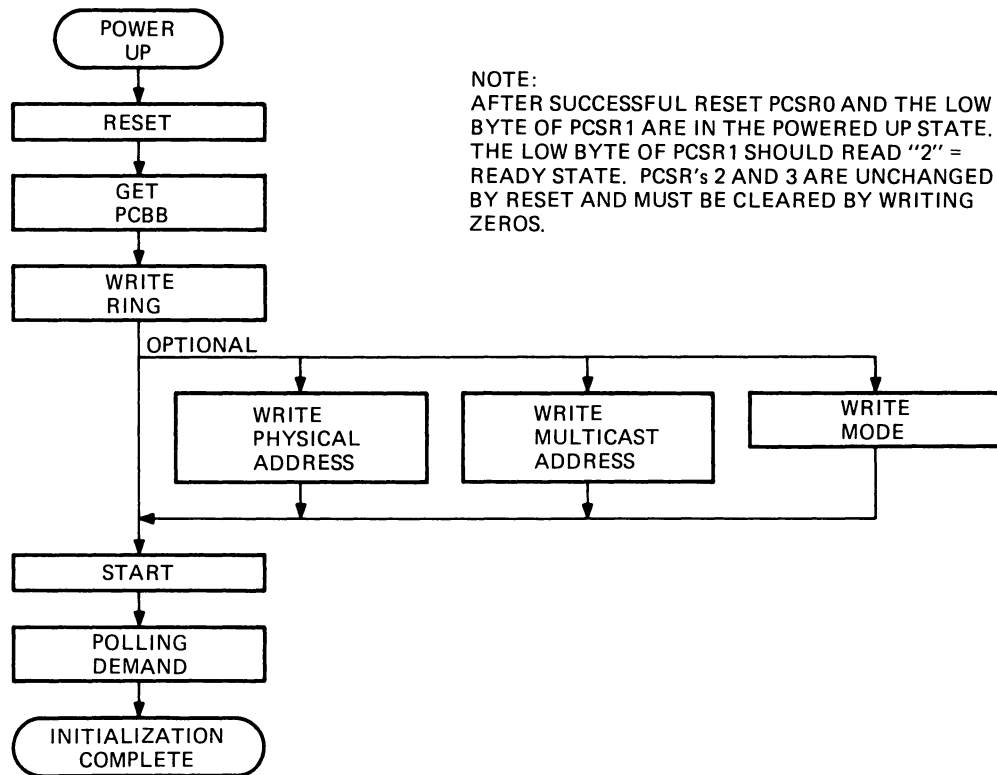 POWER
UP
RESET
GET
PCBB
WRITE
RING
NOTE:
AFTER SUCCESSFUL RESET PCSR0 AND THE LOW
BYTE OF PCSR1 ARE IN THE POWERED UP STATE.
THE LOW BYTE OF PCSR1 SHOULD READ "2" =
READY STATE. PCSR's 2 AND 3 ARE UNCHANGED
BY RESET AND MUST BE CLEARED BY WRITING
ZEROS.
OPTIONAL
WRITE
PHYSICAL
ADDRESS
WRITE
MULTICAST
ADDRESS
WRITE
MODE
START
POLLING
DEMAND
INITIALIZATION
COMPLETE